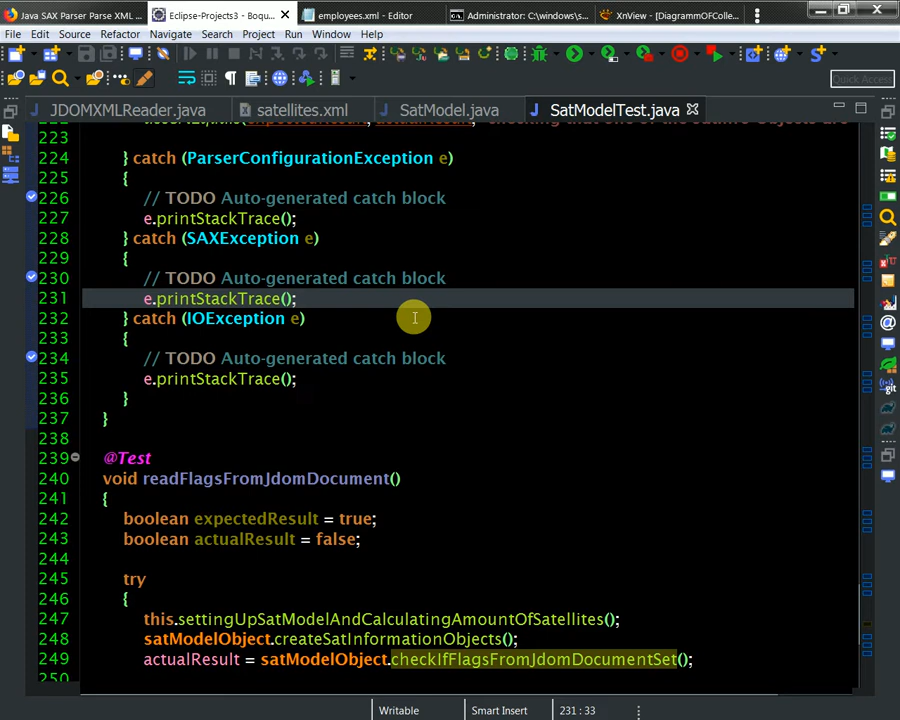 Java SAX Parser Parse XML ...
Eclipse-Projects3 - Boqu...
employees.xml - Editor
Administrator: C:\windows\s...
XnView - [DiagrammOFColle...
File Edit Source Refactor Navigate Search Project Run Window Help
Quick Access
JDOMXMLReader.java
satellites.xml
SatModel.java
SatModelTest.java
223
224 } catch (ParserConfigurationException e)
225 {
226 // TODO Auto-generated catch block
227 e.printStackTrace();
228 } catch (SAXException e)
229 {
230 // TODO Auto-generated catch block
231 e.printStackTrace();
232 } catch (IOException e)
233 {
234 // TODO Auto-generated catch block
235 e.printStackTrace();
236 }
237 }
238
239 @Test
240 void readFlagsFromJdomDocument()
241 {
242 boolean expectedResult = true;
243 boolean actualResult = false;
244
245 try
246 {
247 this.settingUpSatModelAndCalculatingAmountOfSatellites();
248 satModelObject.createSatInformationObjects();
249 actualResult = satModelObject.checkIfFlagsFromJdomDocumentSet();
250
Writable Smart Insert 231 : 33